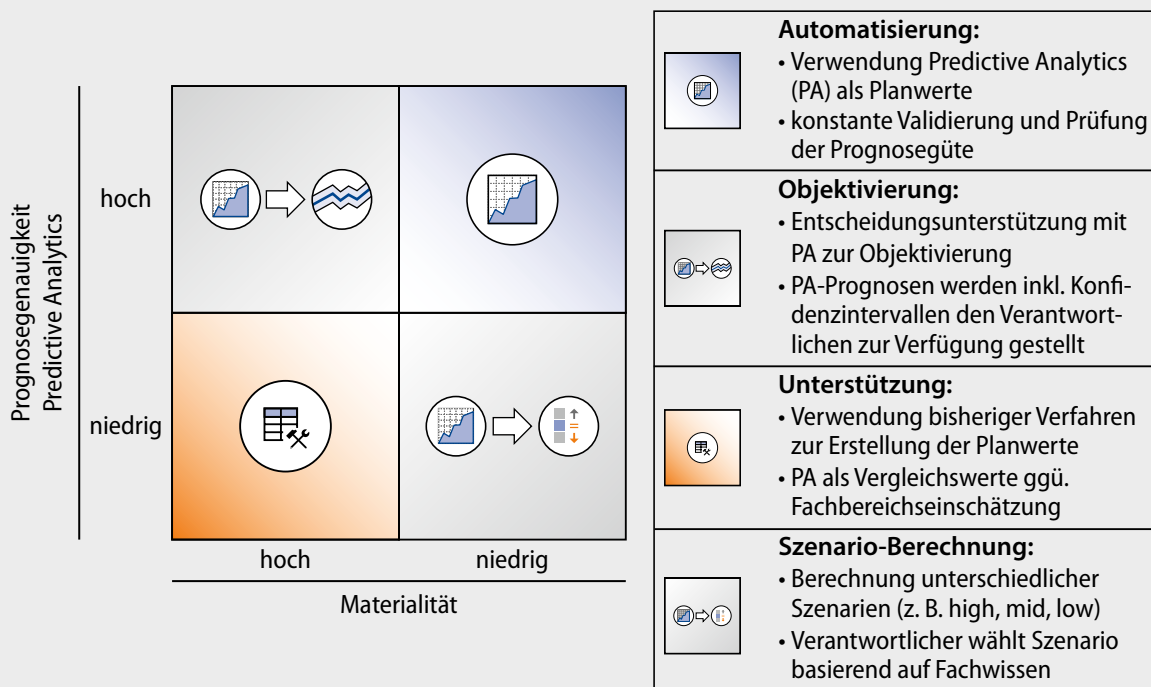 Prognosegenauigkeit
Predictive Analytics
hoch
niedrig
hoch niedrig
Materialität
Automatisierung:
• Verwendung Predictive Analytics
(PA) als Planwerte
• konstante Validierung und Prüfung
der Prognosegüte
Objektivierung:
• Entscheidungsunterstützung mit
PA zur Objektivierung
• PA-Prognosen werden inkl. Konfi-
denzintervallen den Verantwort-
lichen zur Verfügung gestellt
Unterstützung:
• Verwendung bisheriger Verfahren
zur Erstellung der Planwerte
• PA als Vergleichswerte ggü.
Fachbereichseinschätzung
Szenario-Berechnung:
• Berechnung unterschiedlicher
Szenarien (z. B. high, mid, low)
• Verantwortlicher wählt Szenario
basierend auf Fachwissen